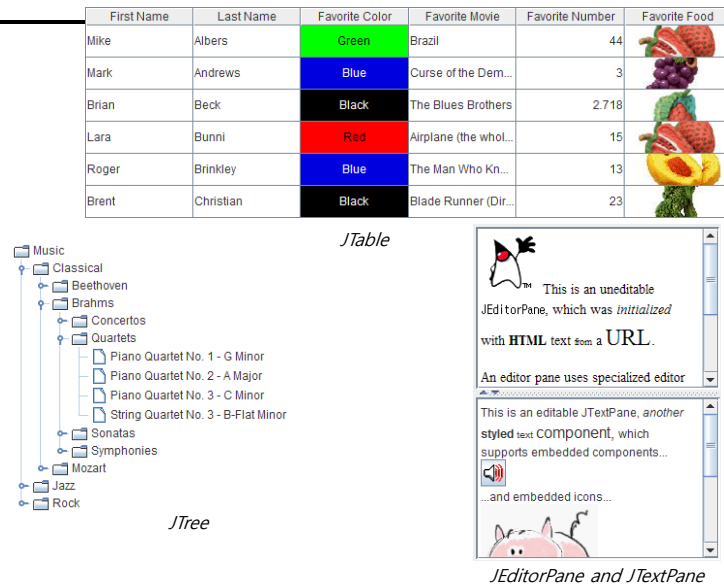 First Name Last Name Favorite Color Favorite Movie Favorite Number Favorite Food
Mike Albers Green Brazil 44
Mark Andrews Blue Curse of the Dem... 3
Brian Beck Black The Blues Brothers 2.718
Lara Bunni Red Airplane (the whol... 15
Roger Brinkley Blue The Man Who Kn... 13
Brent Christian Black Blade Runner (Dir... 23
JTable
Music
Classical
Beethoven
Brahms
Concertos
Quartets
Piano Quartet No. 1 - G Minor
Piano Quartet No. 2 - A Major
Piano Quartet No. 3 - C Minor
String Quartet No. 3 - B-Flat Minor
Sonatas
Symphonies
Mozart
Jazz
Rock
JTree
TM
This is an uneditable
JEditorPane, which was initialized
with HTML text from a URL.
An editor pane uses specialized editor
This is an editable JTextPane, another
styled text component, which
supports embedded components...
...and embedded icons...
JEditorPane and JTextPane